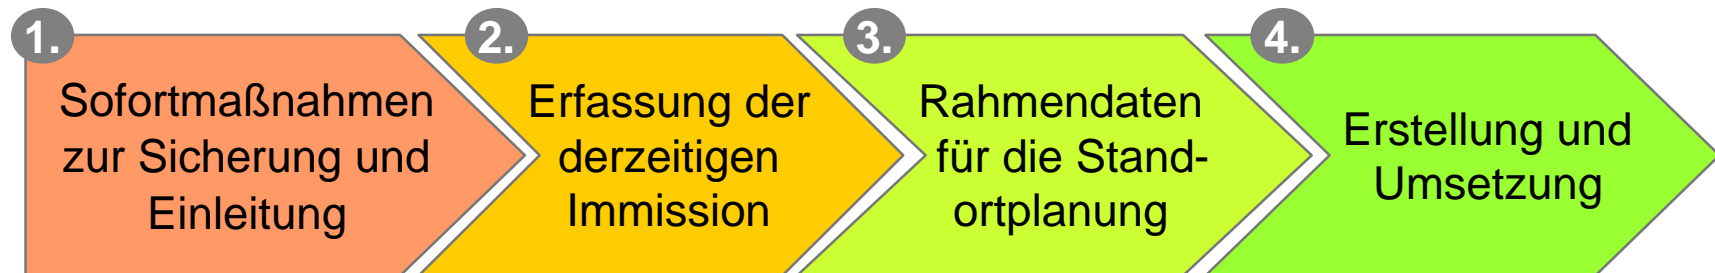 1.
Sofortmaßnahmen
zur Sicherung und
Einleitung
2.
Erfassung der
derzeitigen
Immission
3.
Rahmendaten
für die Stand-
ortplanung
4.
Erstellung und
Umsetzung